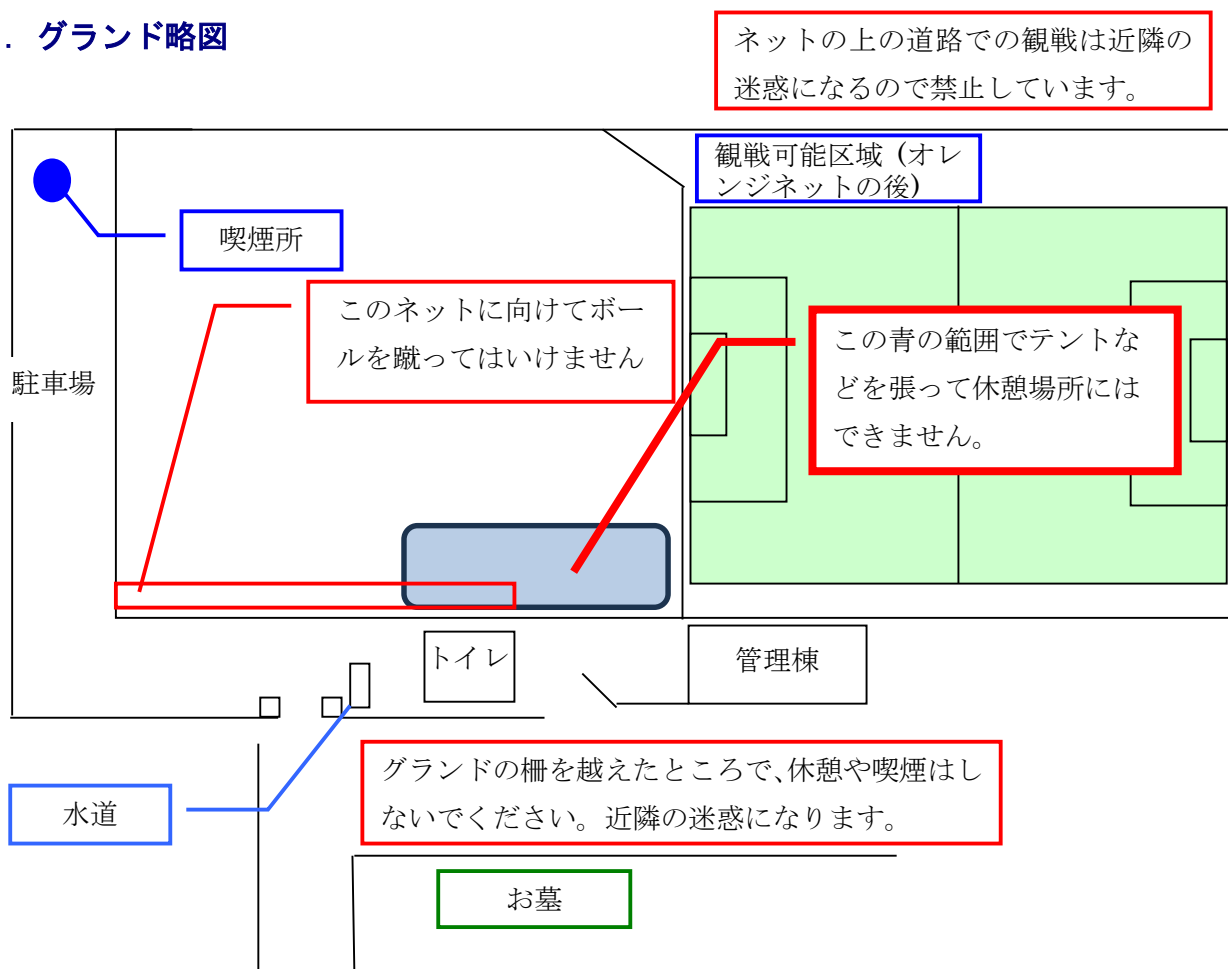 . グランド略図
ネットの上の道路での観戦は近隣の
迷惑になるので禁止しています。
観戦可能区域 (オレ
ンジネットの後)
喫煙所
このネットに向けてボー
ルを蹴ってはいけません
この青の範囲でテントな
どを張って休憩場所には
できません。
駐車場
トイレ
管理棟
グランドの柵を越えたところで、休憩や喫煙はし
ないでください。近隣の迷惑になります。
水道
お墓